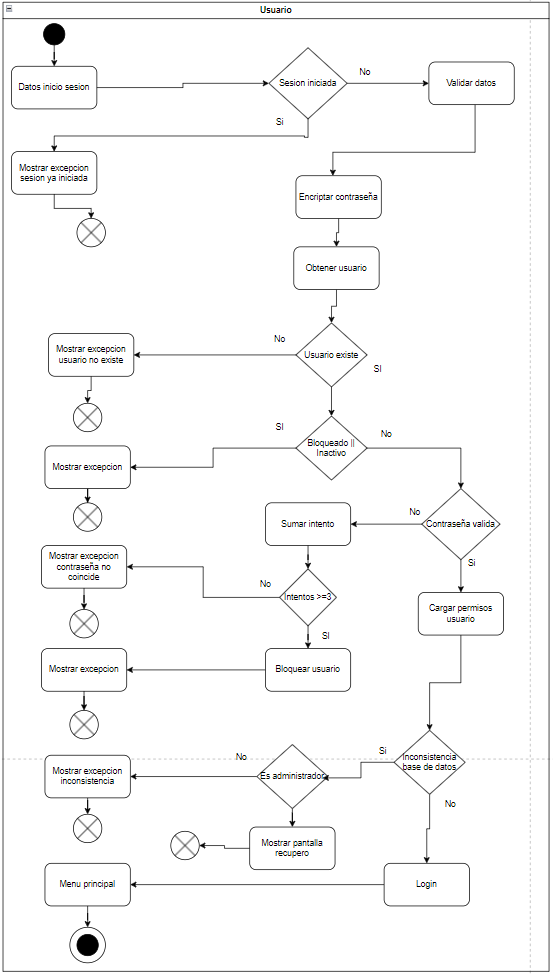 Usuario
Datos inicio sesion
Sesion iniciada
No
Validar datos
Si
Mostrar excepcion
sesion ya iniciada
Encriptar contraseña
Obtener usuario
No
Mostrar excepcion
usuario no existe
Usuario existe
SI
SI
Bloqueado ||
Inactivo
No
Mostrar excepcion
Sumar intento
No
Contraseña valida
Mostrar excepcion
contraseña no
coincide
No
Intentos >=3
Si
Cargar permisos
usuario
SI
Mostrar excepcion
Bloquear usuario
No
Si
Inconsistencia
base de datos
Mostrar excepcion
inconsistencia
Es administrador
No
Mostrar pantalla
recupero
Menu principal
Login